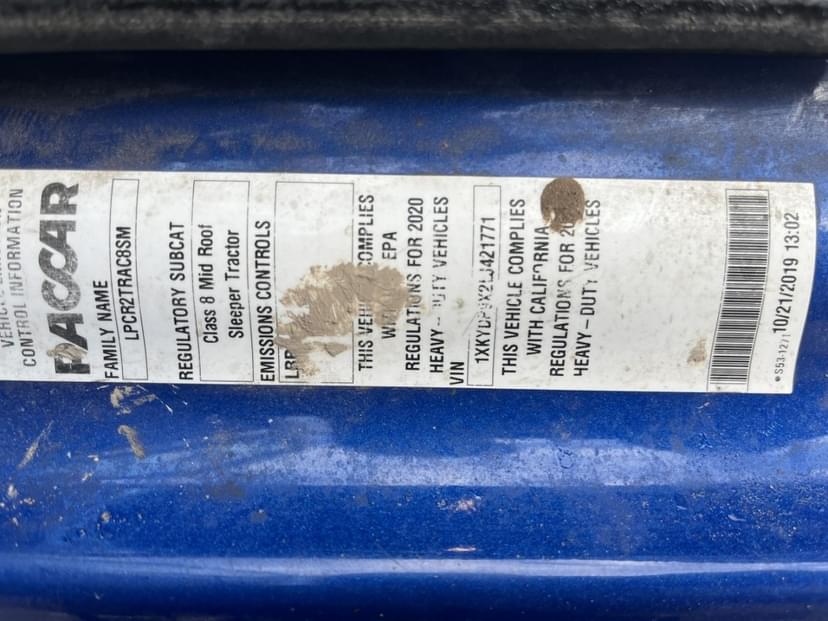 CONTROL INFORMATION
PACCAR
FAMILY NAME
LPCR2TRAC8SM
REGULATORY SUBCAT
Class 8 Mid Roof
Sleeper Tractor
EMISSIONS CONTROLS
THIS COMPLIES
EPA
REGULATIONS FOR 2020
HEAVY-DUTY VEHICLES
VIN
THIS VEHICLE COMPLIES
WITH CALIFORNIA
REGULATIONS FOR
HEAVY-DUTY VEHICLES
10/21/2019 13:02